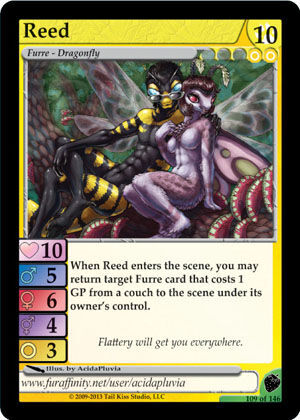 Reed
10
Furre - Dragonfly
10
5
6
4
3
When Reed enters the scene, you may
return target Furre card that costs 1
GP from a couch to the scene under its
owner's control.
Flattery will get you everywhere.
Illus. by AcidaPluvia
www.furaffinity.net/user/acidapluvia
109 of 146
© 2009-2013 Tail Kiss Studio, LLC